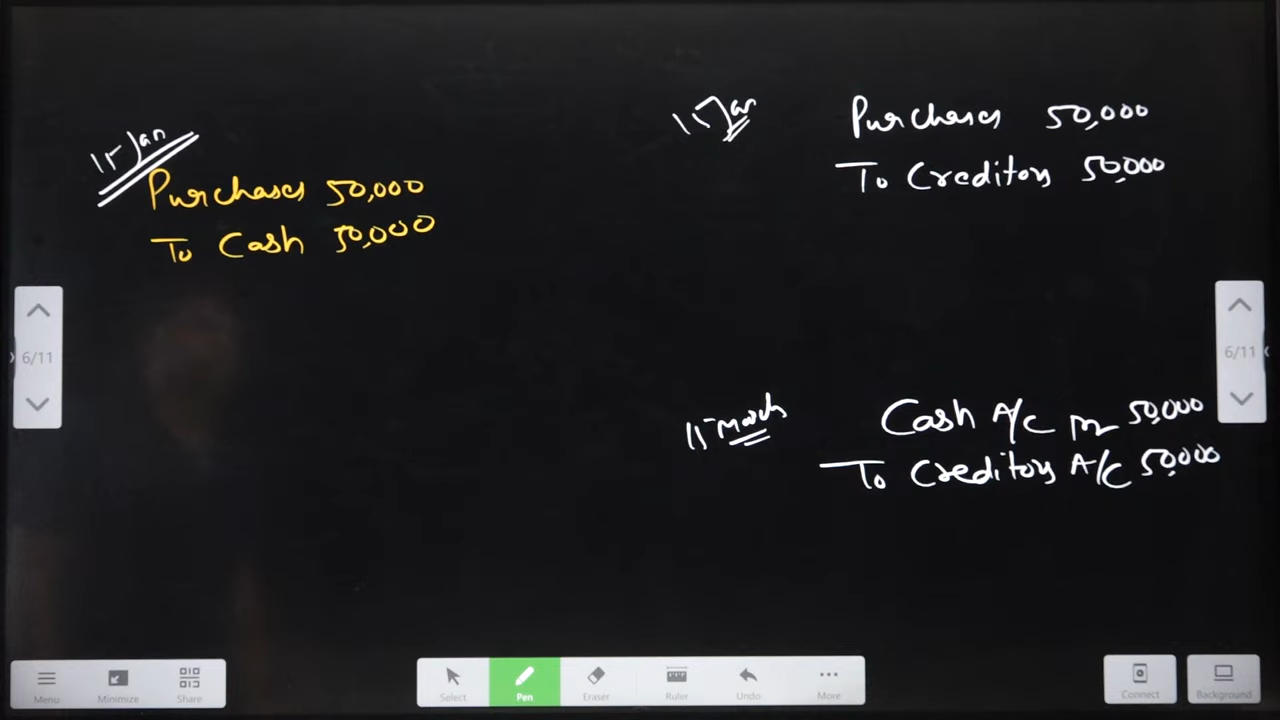 15 Jan
Purchases 50,000
To Cash 50,000
15 Jan
Purchases 50,000
To Creditors 50,000
15 March
Cash A/C Dr 50,000
To Creditors A/C 50,000
6/11
6/11
Menu
Minimize
Share
Select
Pen
Eraser
Ruler
Undo
More
Connect
Background